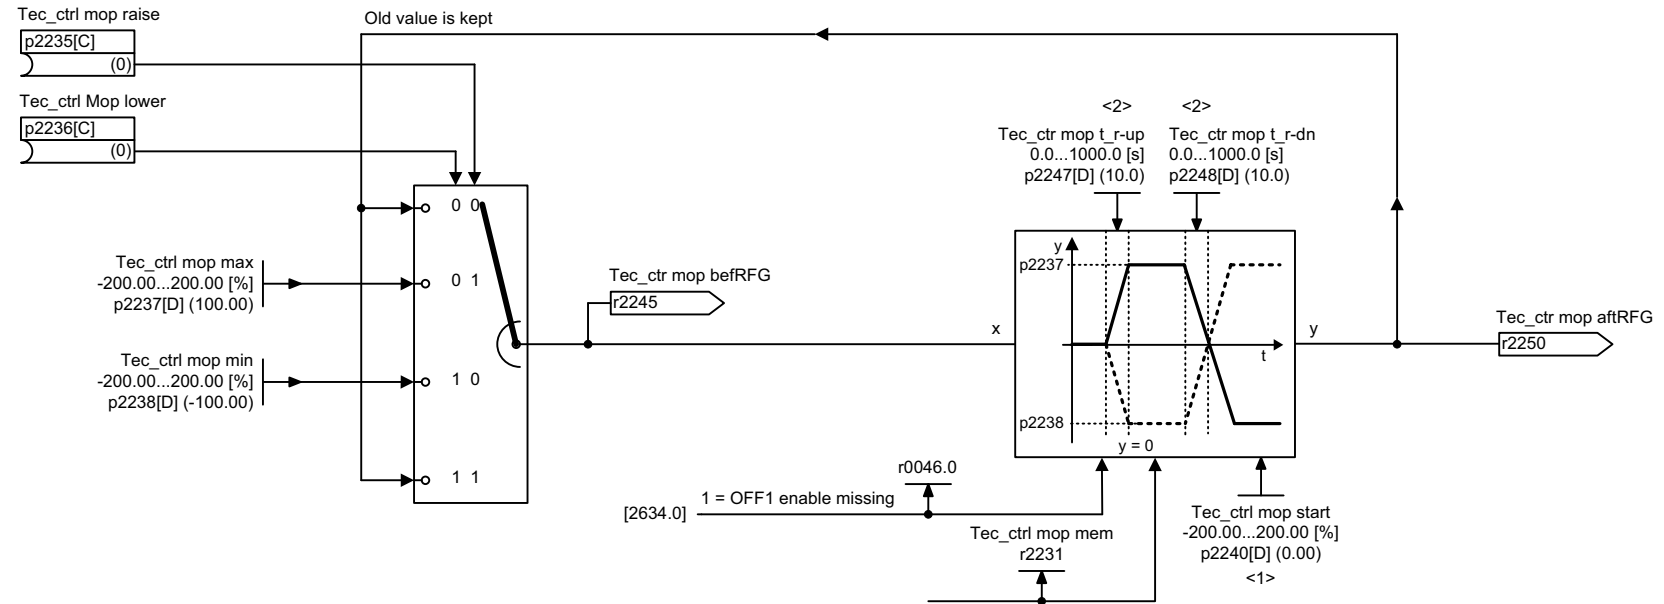 Tec_ctrl mop raise
p2235[C]
(0)
Old value is kept
Tec_ctrl Mop lower
p2236[C]
(0)
<2>
<2>
Tec_ctr mop t_r-up
0.0...1000.0 [s]
p2247[D] (10.0)
Tec_ctr mop t_r-dn
0.0...1000.0 [s]
p2248[D] (10.0)
0 0
Tec_ctrl mop max
-200.00...200.00 [%]
p2237[D] (100.00)
0 1
Tec_ctr mop befRFG
r2245
Tec_ctrl mop min
-200.00...200.00 [%]
p2238[D] (-100.00)
1 0
1 1
x
y
p2237
t
p2238
y = 0
y
Tec_ctr mop aftRFG
r2250
r0046.0
1 = OFF1 enable missing
[2634.0]
Tec_ctrl mop mem
r2231
Tec_ctrl mop start
-200.00...200.00 [%]
p2240[D] (0.00)
<1>